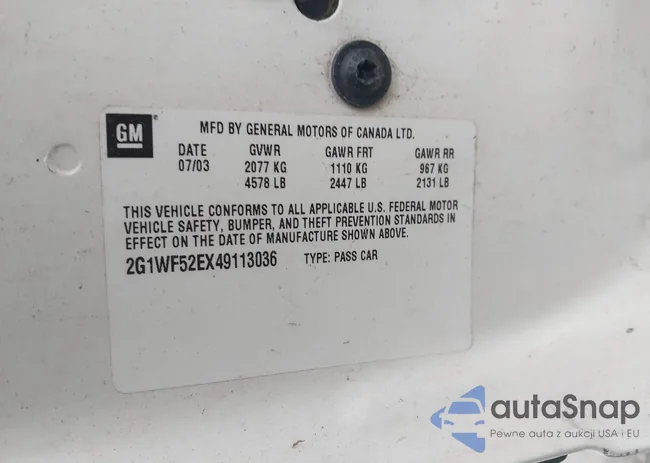 GM
MFD BY GENERAL MOTORS OF CANADA LTD.
DATE GVWR GAWR FRT GAWR RR
07/03 2077 KG 1110 KG 967 KG
4578 LB 2447 LB 2131 LB
THIS VEHICLE CONFORMS TO ALL APPLICABLE U.S. FEDERAL MOTOR
VEHICLE SAFETY, BUMPER, AND THEFT PREVENTION STANDARDS IN
EFFECT ON THE DATE OF MANUFACTURE SHOWN ABOVE.
2G1WF52EX49113036 TYPE: PASS CAR
autaSnap
Pewne auta z aukcji USA i EU